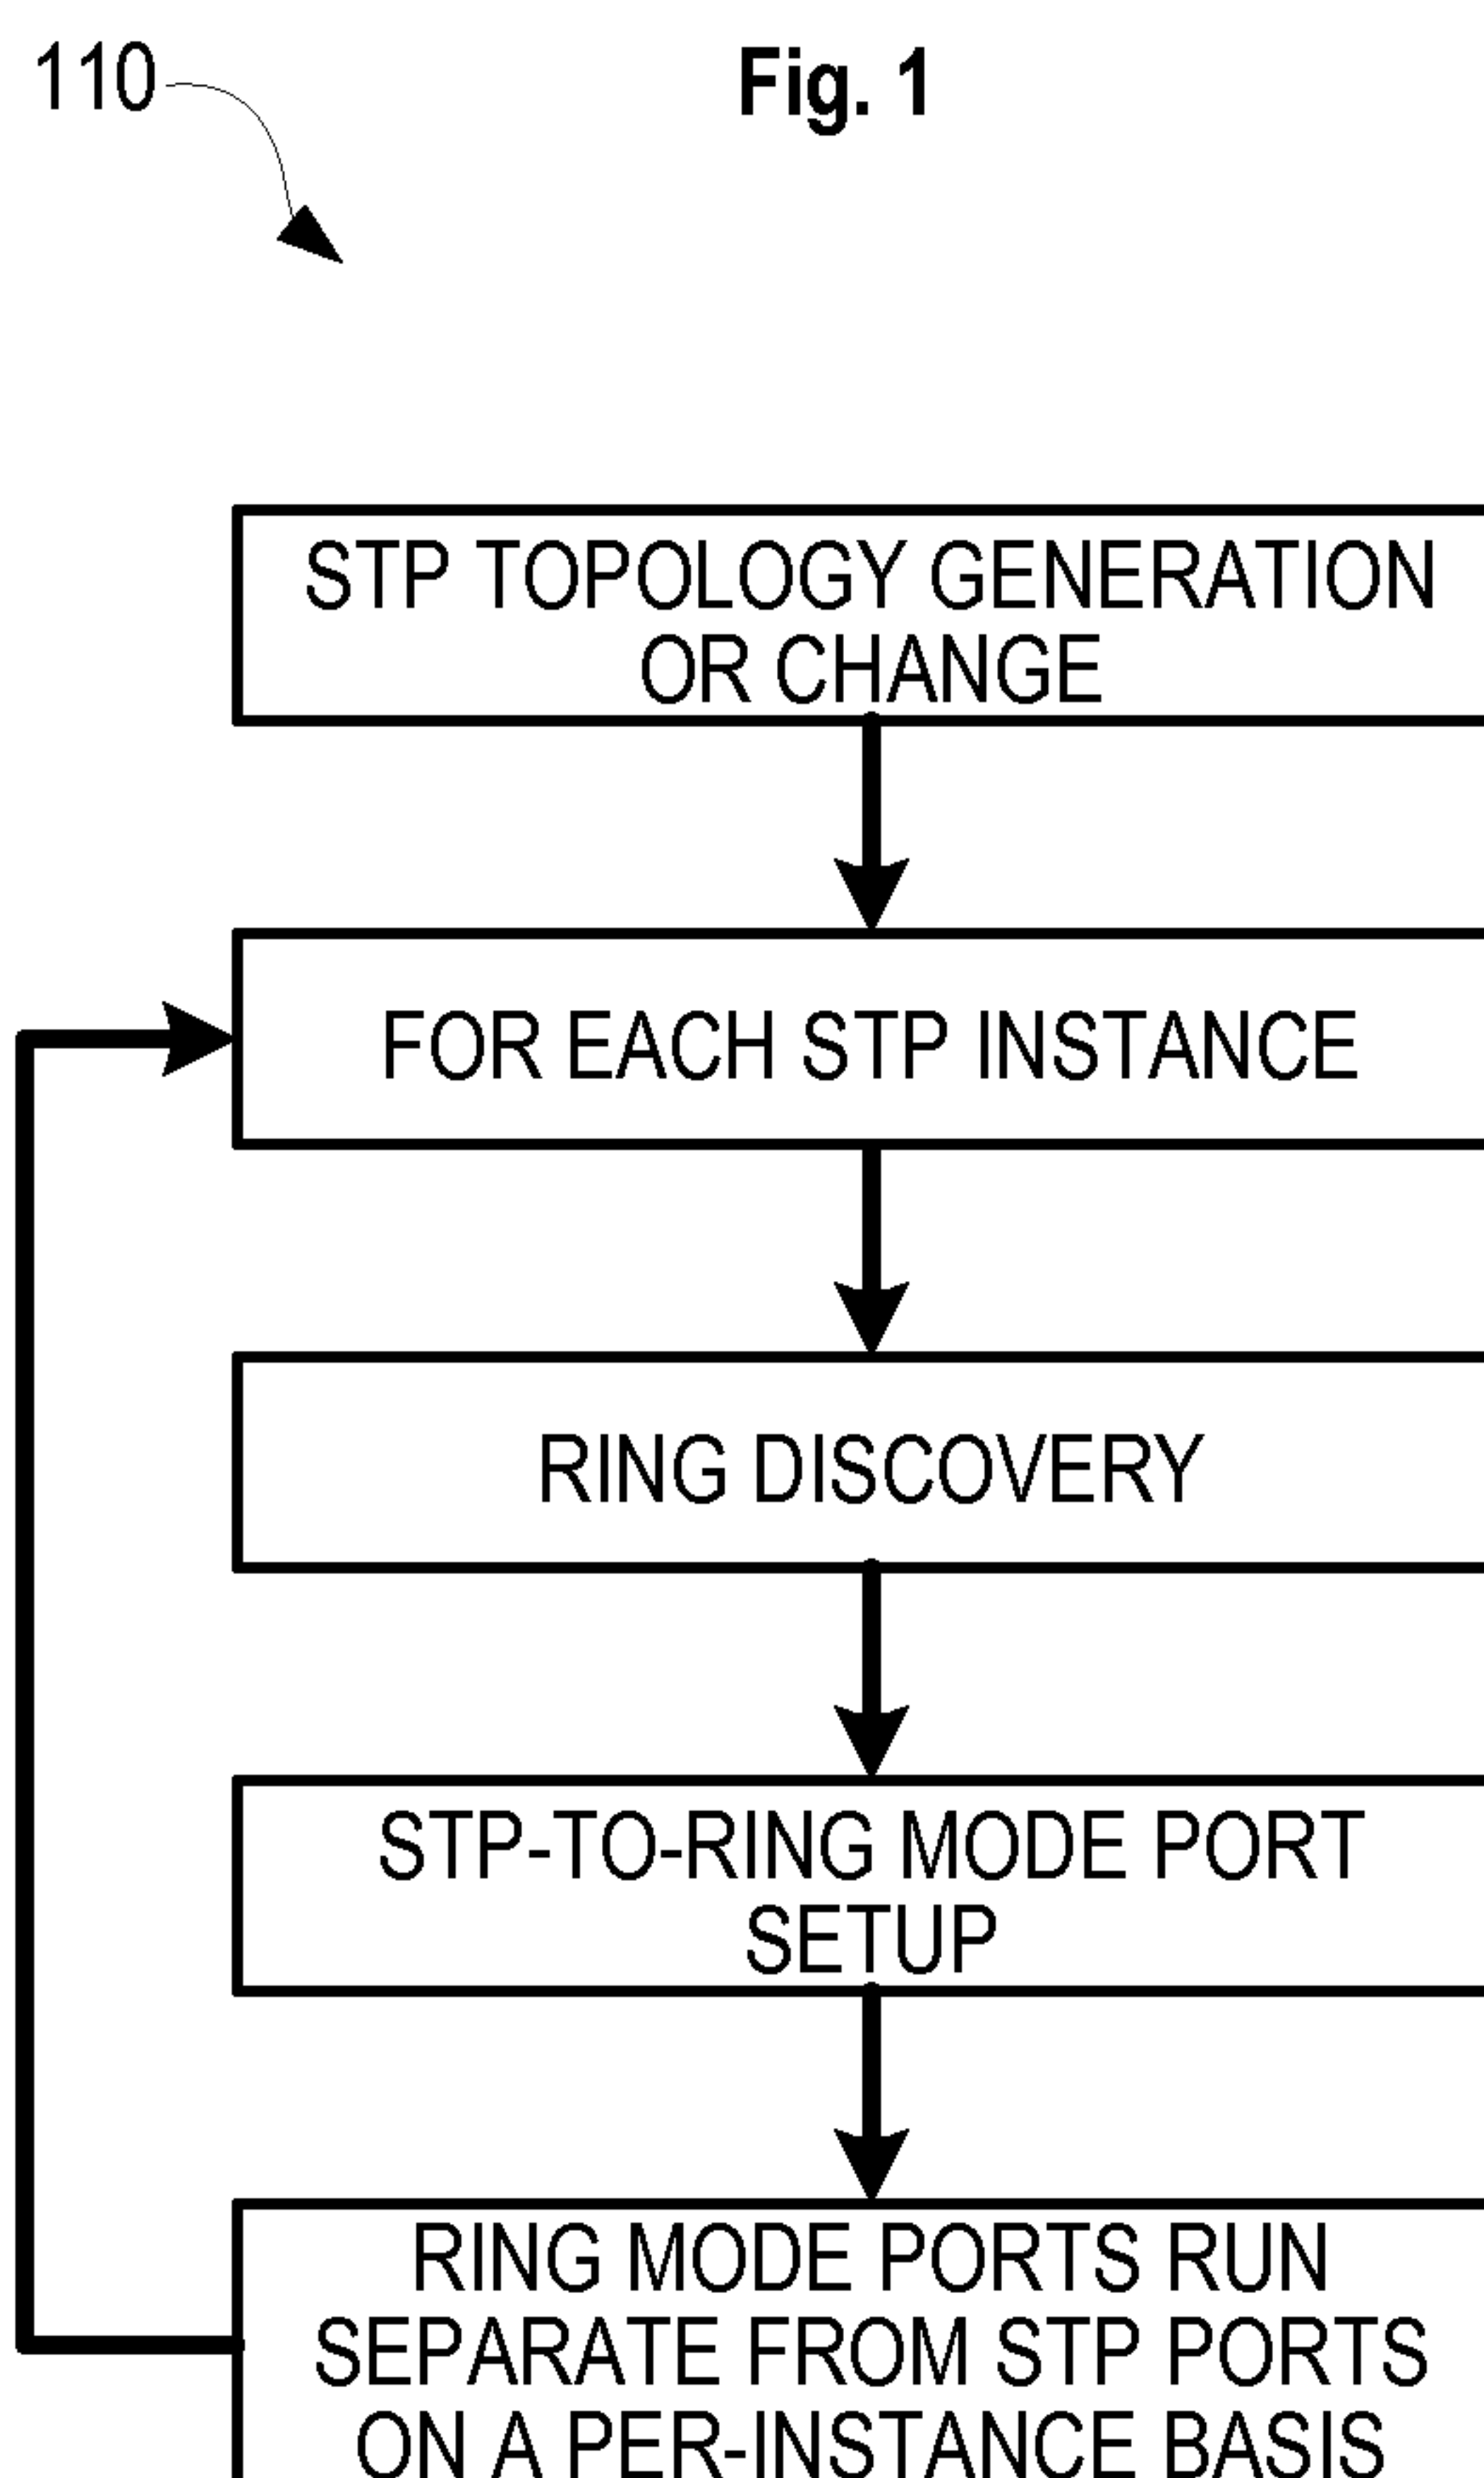 110
Fig. 1
STP TOPOLOGY GENERATION
OR CHANGE
FOR EACH STP INSTANCE
RING DISCOVERY
STP-TO-RING MODE PORT
SETUP
RING MODE PORTS RUN
SEPARATE FROM STP PORTS
ON A PER-INSTANCE BASIS